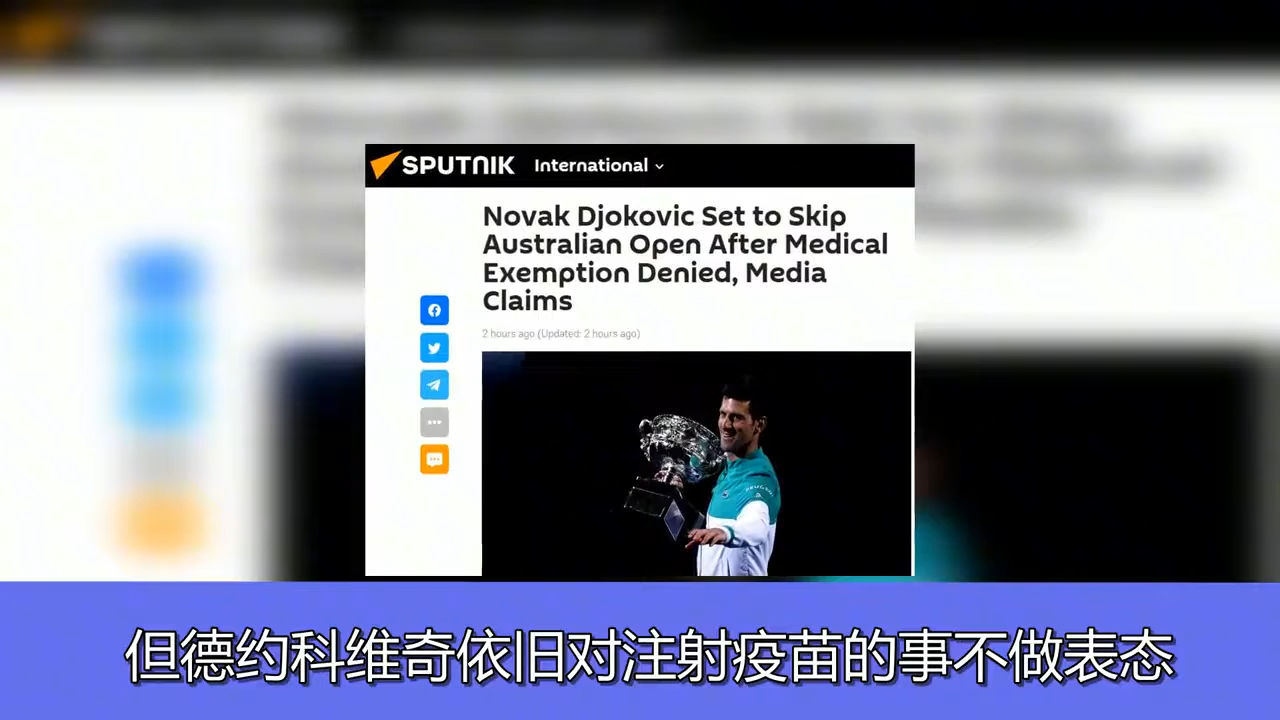 SPUTNIK International
Novak Djokovic Set to Skip
Australian Open After Medical
Exemption Denied, Media
Claims
2 hours ago (Updated: 2 hours ago)
PEUGEOT
但德约科维奇依旧对注射疫苗的事不做表态